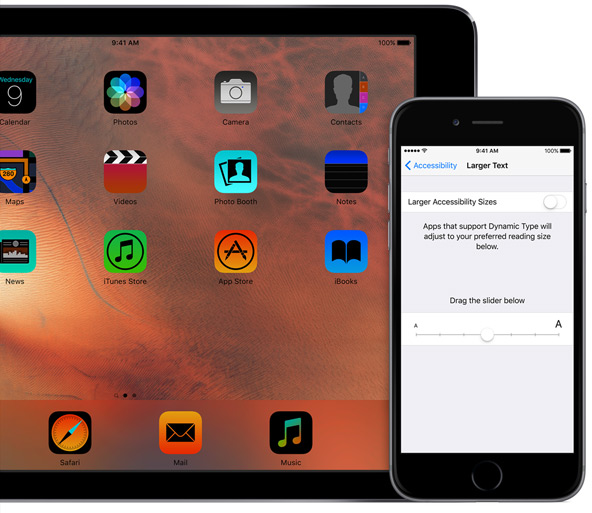 9:41 AM
100%
Wednesday
9
Calendar
Photos
Camera
Contacts
280
A
Maps
Videos
Photo Booth
Notes
News
iTunes Store
App Store
iBooks
Safari
Mail
Music
9:41 AM
100%
Accessibility
Larger Text
Larger Accessibility Sizes
Apps that support Dynamic Type will
adjust to your preferred reading size
below.
Drag the slider below
A
A